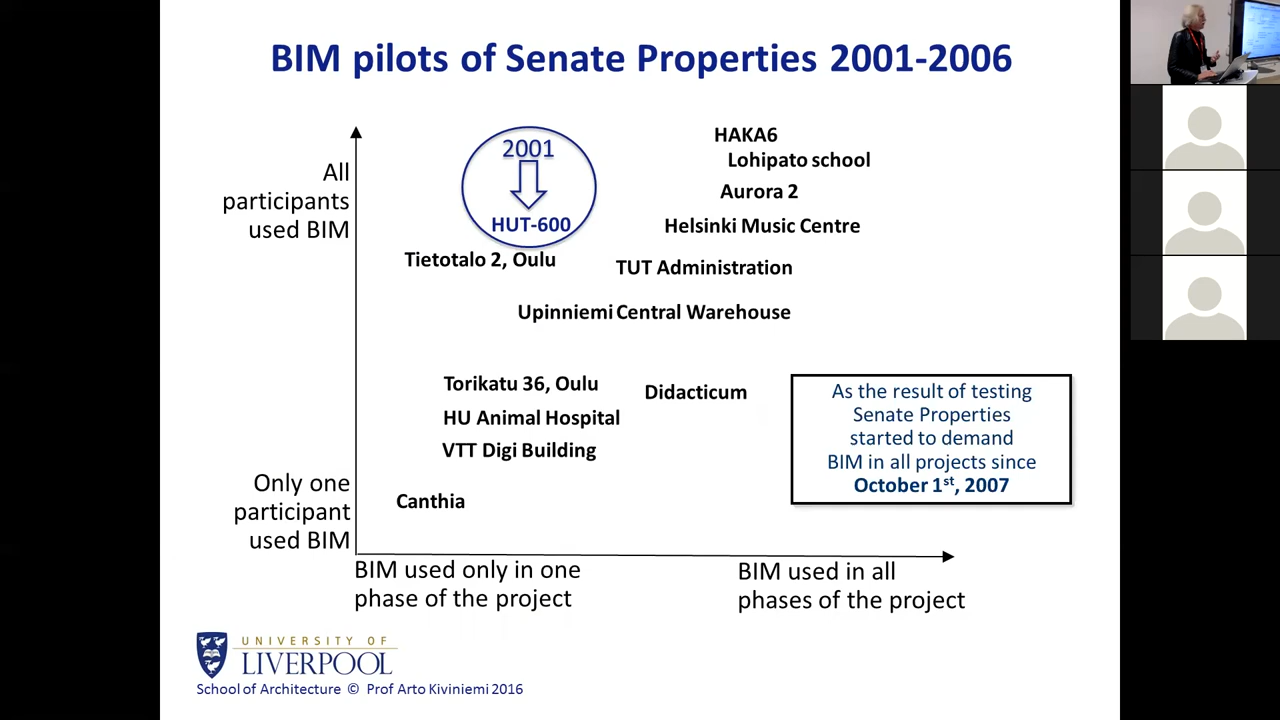 BIM pilots of Senate Properties 2001-2006
All
participants
used BIM
2001
HUT-600
HAKA6
Lohipato school
Aurora 2
Helsinki Music Centre
Tietotalo 2, Oulu
TUT Administration
Upinniemi Central Warehouse
Torikatu 36, Oulu
Didacticum
HU Animal Hospital
VTT Digi Building
Canthia
As the result of testing
Senate Properties
started to demand
BIM in all projects since
October 1st, 2007
Only one
participant
used BIM
BIM used only in one
phase of the project
BIM used in all
phases of the project
UNIVERSITY OF
LIVERPOOL
School of Architecture © Prof Arto Kiviniemi 2016